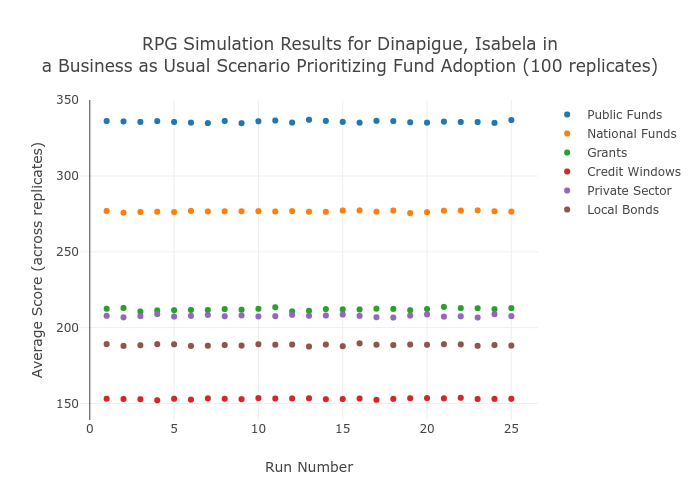 RPG Simulation Results for Dinapigue, Isabela in
a Business as Usual Scenario Prioritizing Fund Adoption (100 replicates)
350
300
250
200
150
Average Score (across replicates)
0
5
10
15
20
25
Run Number
Public Funds
National Funds
Grants
Credit Windows
Private Sector
Local Bonds